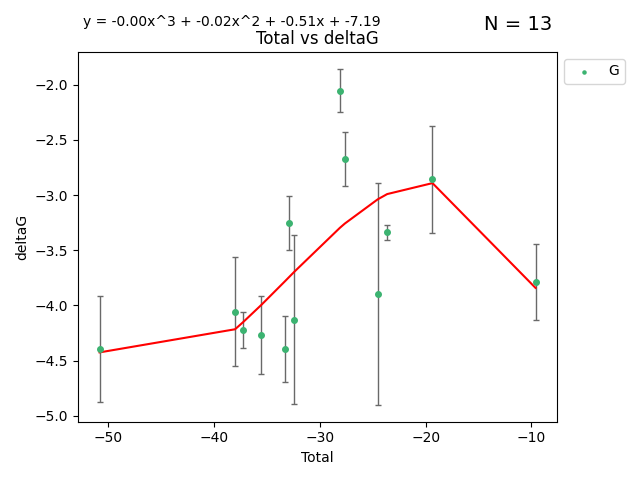 y = -0.00x^3 + -0.02x^2 + -0.51x + -7.19
N = 13
Total vs deltaG
G
deltaG
−2.0
−2.5
−3.0
−3.5
−4.0
−4.5
−5.0
−50
−40
−30
−20
−10
Total